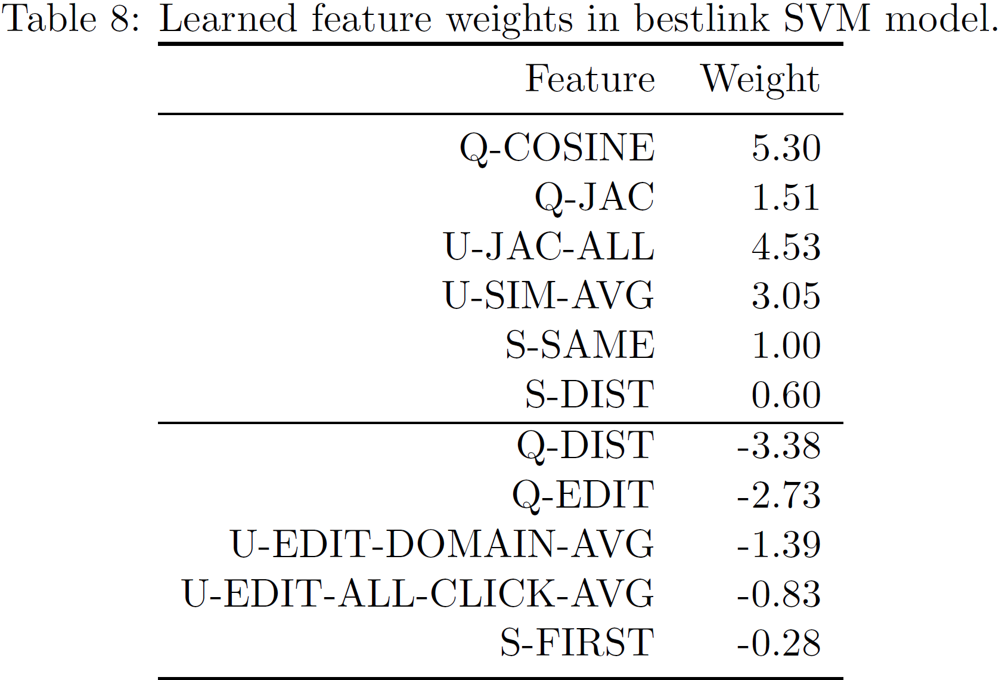 Table 8: Learned feature weights in bestlink SVM model.
Feature Weight
Q-COSINE 5.30
Q-JAC 1.51
U-JAC-ALL 4.53
U-SIM-AVG 3.05
S-SAME 1.00
S-DIST 0.60
Q-DIST -3.38
Q-EDIT -2.73
U-EDIT-DOMAIN-AVG -1.39
U-EDIT-ALL-CLICK-AVG -0.83
S-FIRST -0.28